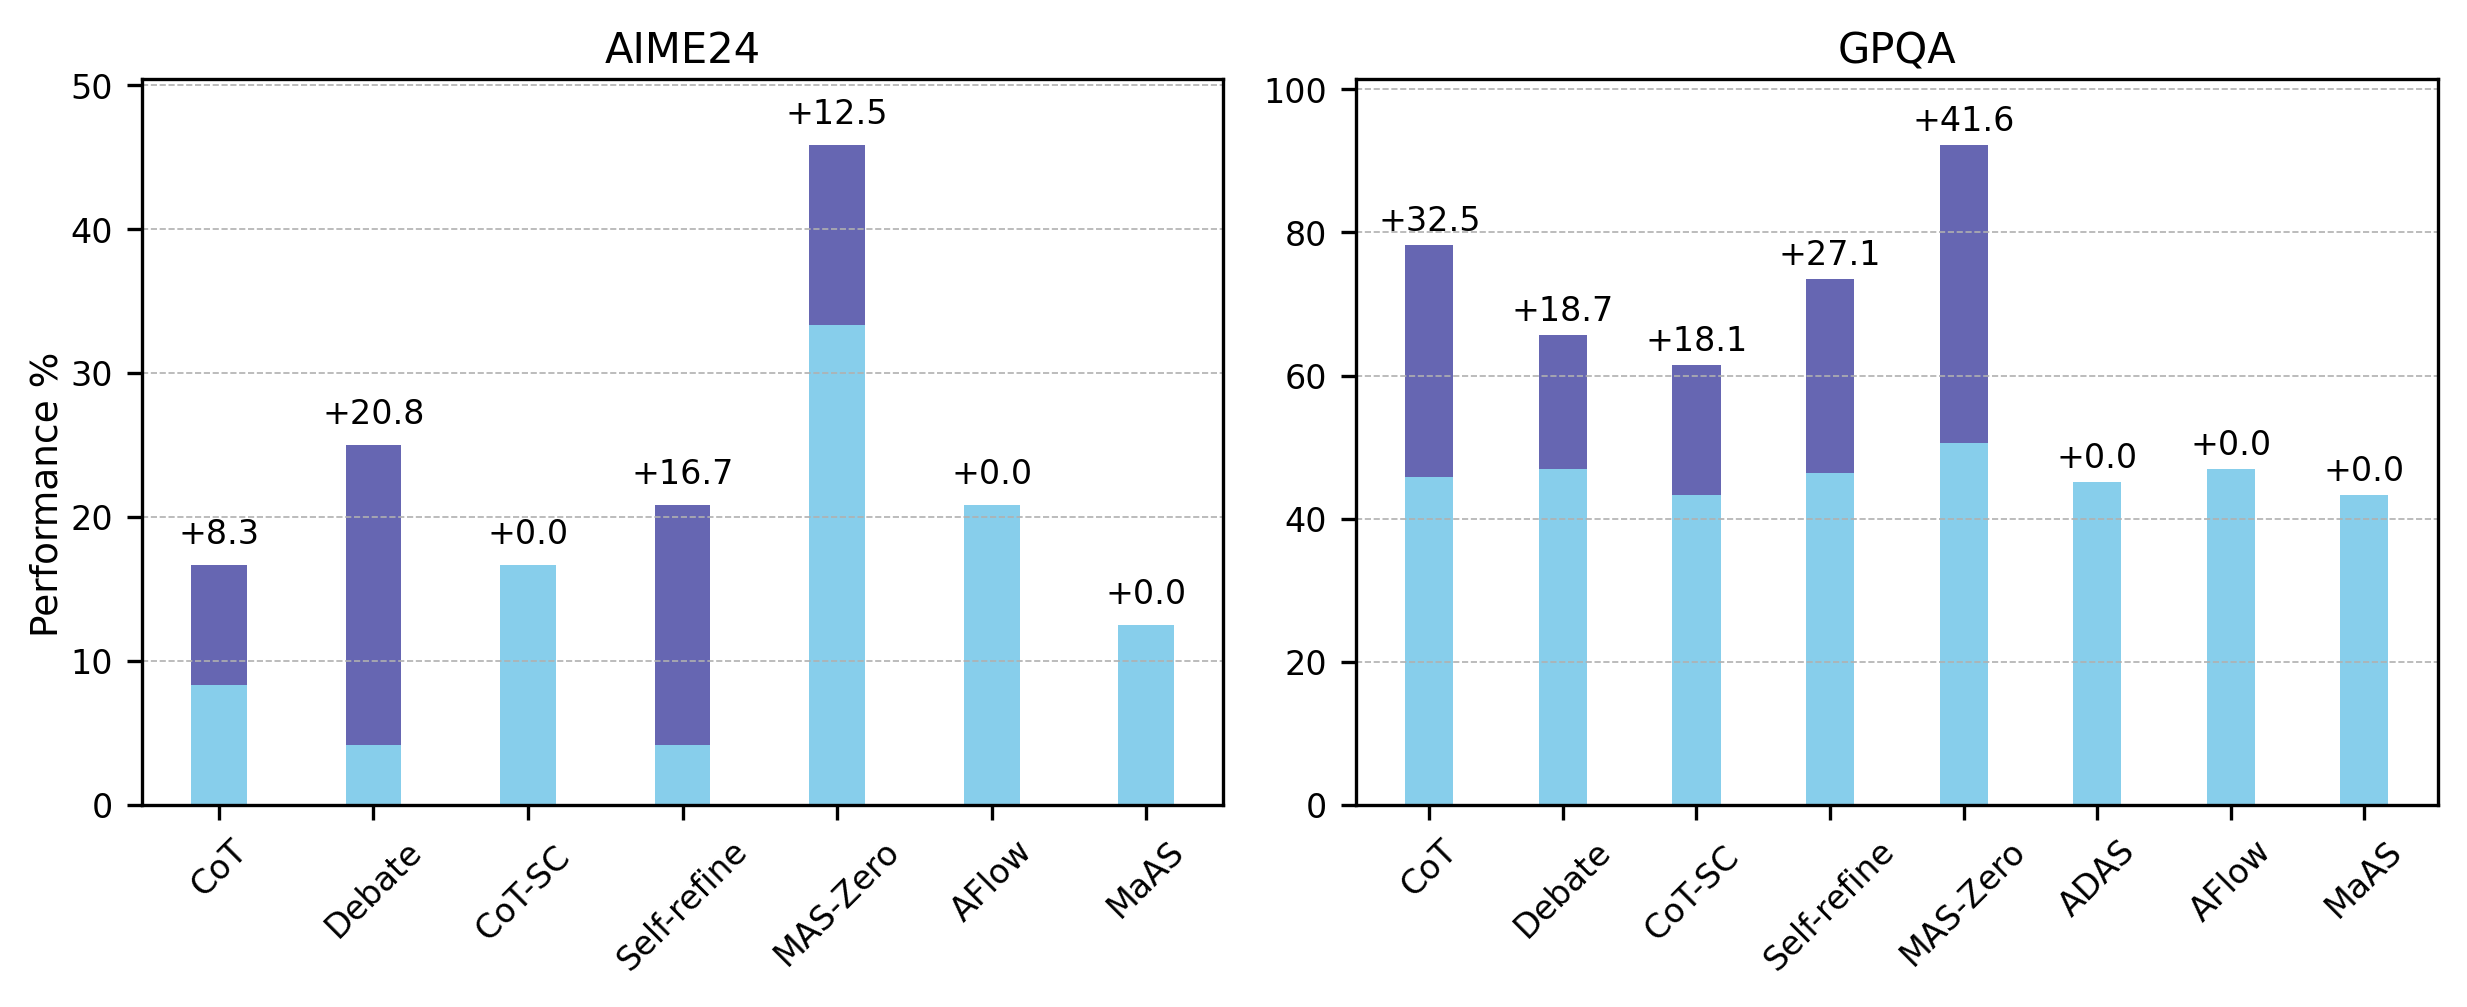 AIME24
Performance %
50
40
30
20
10
0
+8.3
+20.8
+0.0
+16.7
+12.5
+0.0
+0.0
CoT
Debate
CoT-SC
Self-refine
MAS-Zero
AFlow
MaAS
GPQA
100
80
60
40
20
0
+32.5
+18.7
+18.1
+27.1
+41.6
+0.0
+0.0
+0.0
CoT
Debate
CoT-SC
Self-refine
MAS-Zero
ADAS
AFlow
MaAS